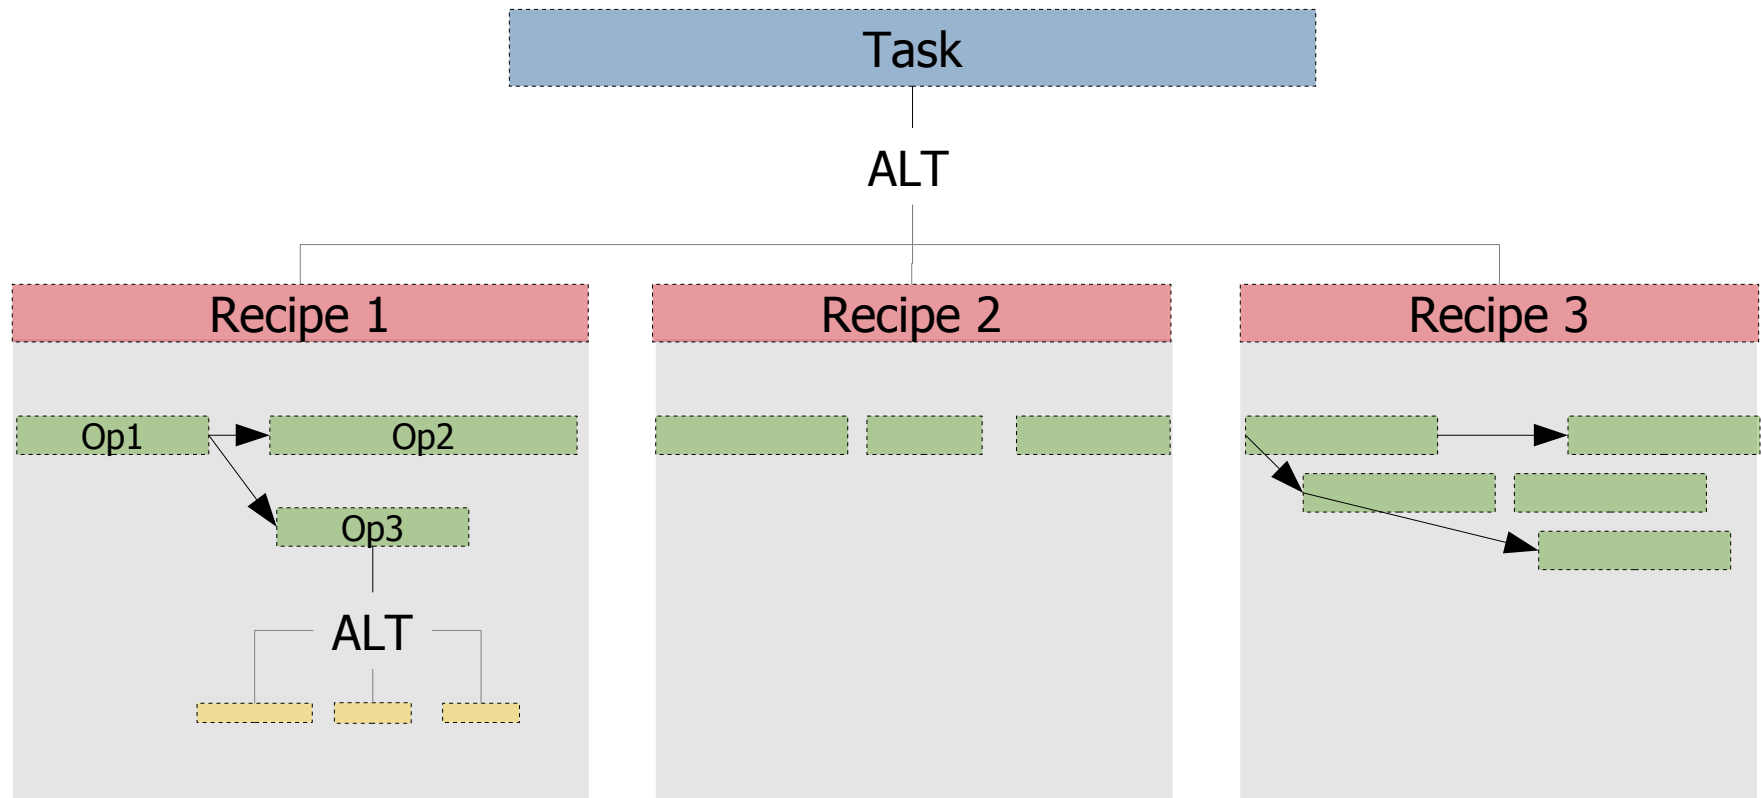 Task
ALT
Recipe 1
Recipe 2
Recipe 3
Op1
Op2
Op3
ALT